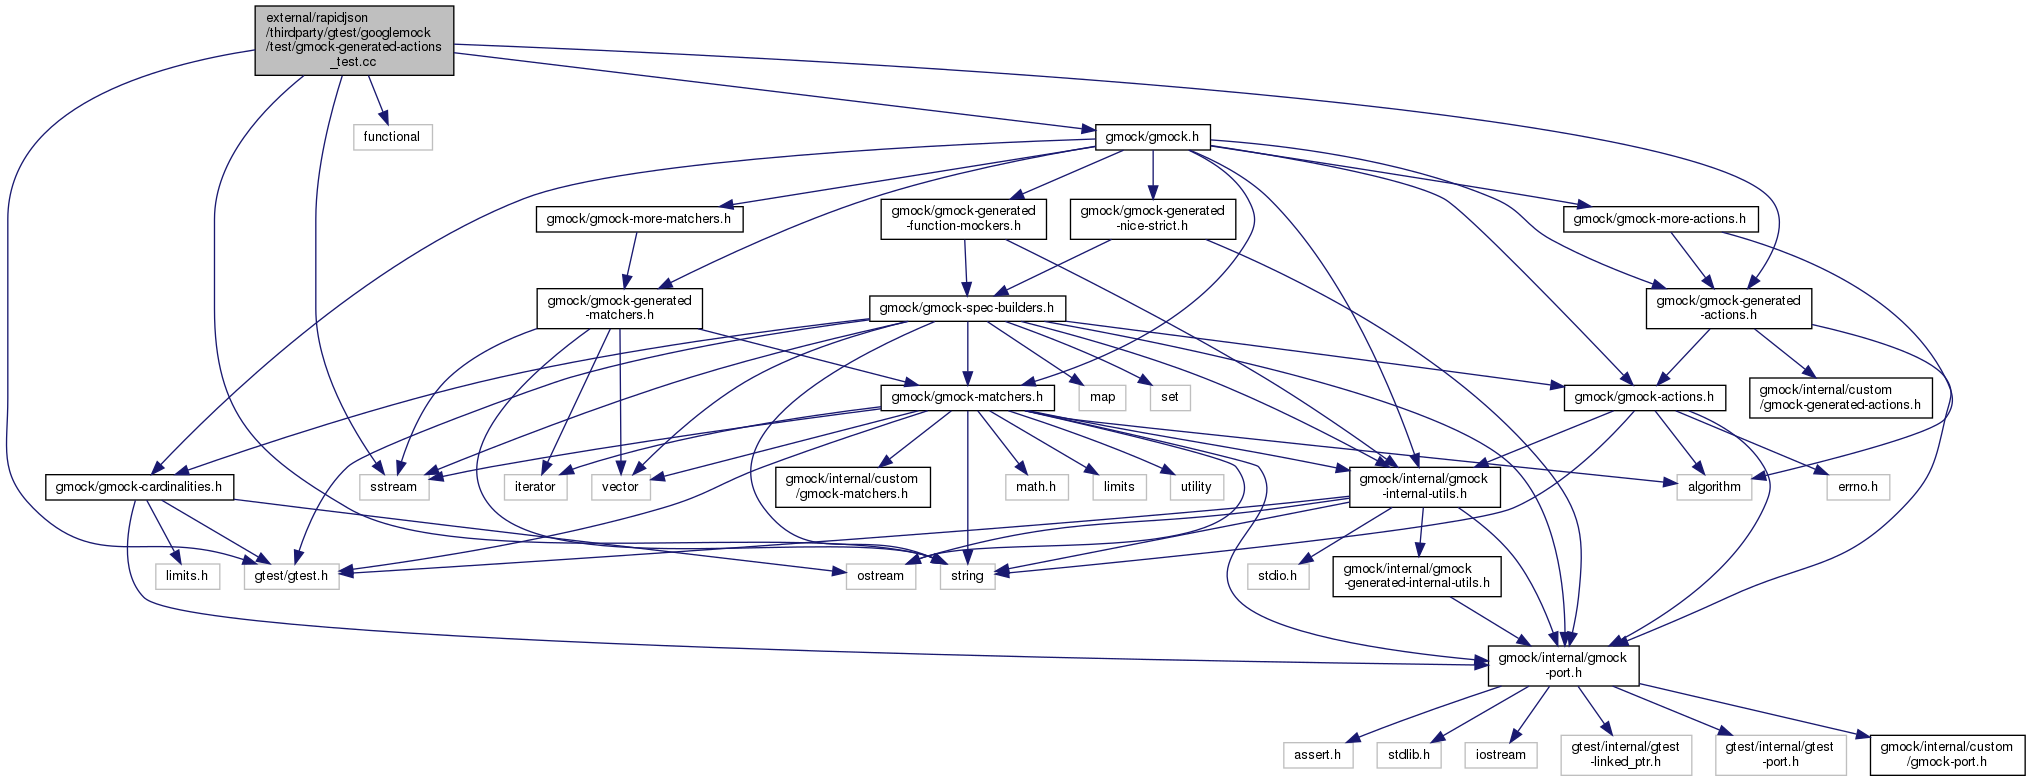 external/rapidjson
/thirdparty/gtest/googlemock
/test/gmock-generated-actions
_test.cc
functional
gmock/gmock.h
gmock/gmock-more-matchers.h
gmock/gmock-generated
-function-mockers.h
gmock/gmock-generated
-nice-strict.h
gmock/gmock-more-actions.h
gmock/gmock-generated
-matchers.h
gmock/gmock-spec-builders.h
gmock/gmock-generated
-actions.h
gmock/gmock-matchers.h
map
set
gmock/gmock-actions.h
gmock/internal/custom
/gmock-generated-actions.h
gmock/gmock-cardinalities.h
sstream
iterator
vector
gmock/internal/custom
/gmock-matchers.h
math.h
limits
utility
gmock/internal/gmock
-internal-utils.h
algorithm
errno.h
limits.h
gtest/gtest.h
ostream
string
stdio.h
gmock/internal/gmock
-generated-internal-utils.h
gmock/internal/gmock
-port.h
assert.h
stdlib.h
iostream
gtest/internal/gtest
-linked_ptr.h
gtest/internal/gtest
-port.h
gmock/internal/custom
/gmock-port.h